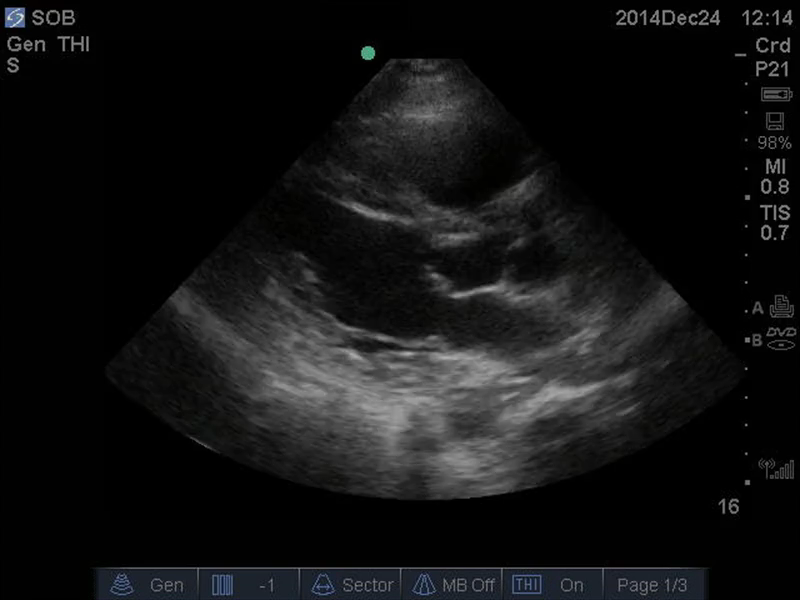 SOB
Gen THI
S
2014Dec24 12:14
Crd
P21
98%
MI
0.8
TIS
0.7
A
B DVD
16
Gen -1 Sector MB Off THI On Page 1/3